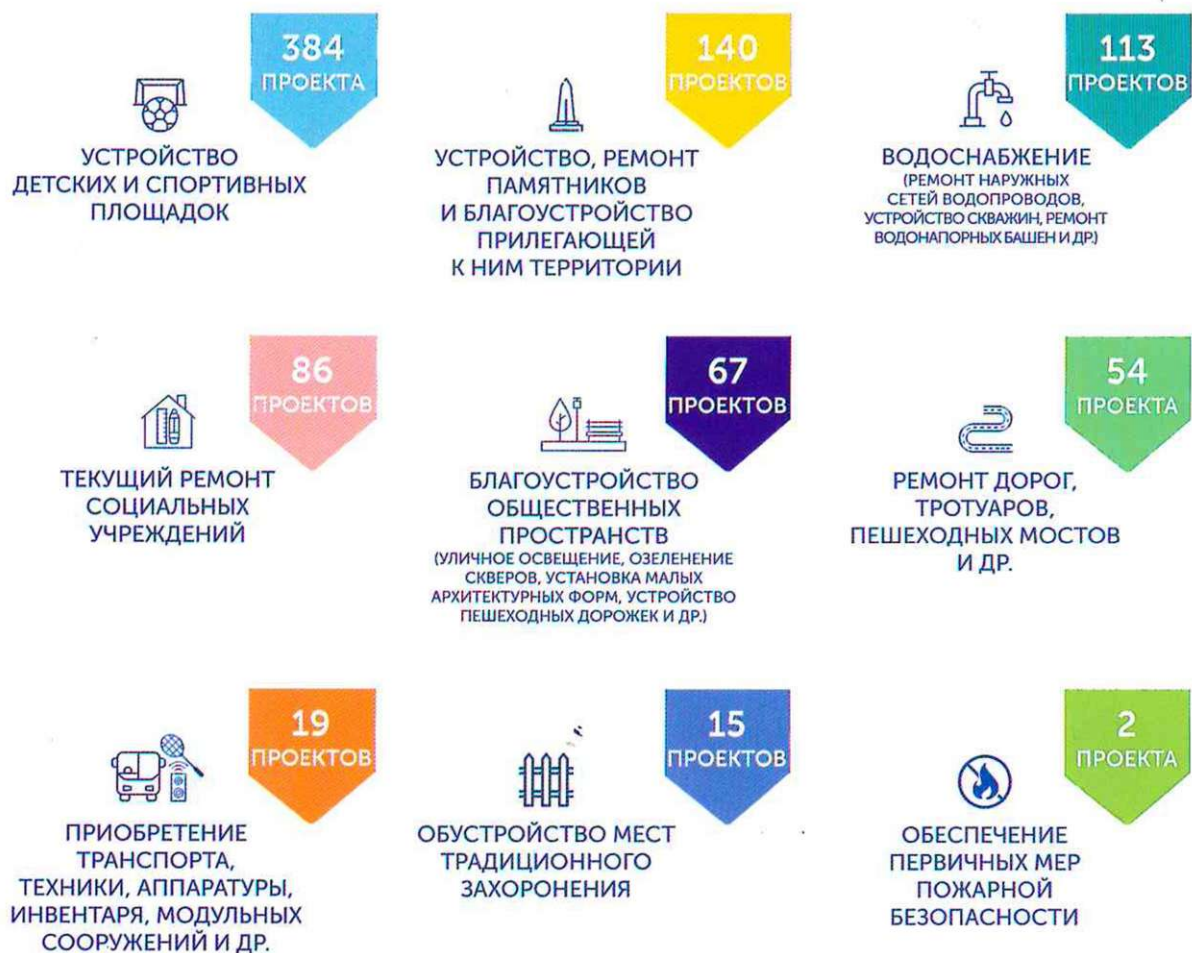 384
ПРОЕКТА
УСТРОЙСТВО
ДЕТСКИХ И СПОРТИВНЫХ
ПЛОЩАДОК
140
ПРОЕКТОВ
УСТРОЙСТВО, РЕМОНТ
ПАМЯТНИКОВ
И БЛАГОУСТРОЙСТВО
ПРИЛЕГАЮЩЕЙ
К НИМ ТЕРРИТОРИИ
113
ПРОЕКТОВ
ВОДОСНАБЖЕНИЕ
(РЕМОНТ НАРУЖНЫХ
СЕТЕЙ ВОДОПРОВОДОВ,
УСТРОЙСТВО СКВАЖИН, РЕМОНТ
ВОДОНАПОРНЫХ БАШЕН И ДР.)
86
ПРОЕКТОВ
ТЕКУЩИЙ РЕМОНТ
СОЦИАЛЬНЫХ
УЧРЕЖДЕНИЙ
67
ПРОЕКТОВ
БЛАГОУСТРОЙСТВО
ОБЩЕСТВЕННЫХ
ПРОСТРАНСТВ
(УЛИЧНОЕ ОСВЕЩЕНИЕ, ОЗЕЛЕНЕНИЕ
СКВЕРОВ, УСТАНОВКА МАЛЫХ
АРХИТЕКТУРНЫХ ФОРМ, УСТРОЙСТВО
ПЕШЕХОДНЫХ ДОРОЖЕК И ДР.)
54
ПРОЕКТА
РЕМОНТ ДОРОГ,
ТРОТУАРОВ,
ПЕШЕХОДНЫХ МОСТОВ
И ДР.
19
ПРОЕКТОВ
ПРИОБРЕТЕНИЕ
ТРАНСПОРТА,
ТЕХНИКИ, АППАРАТУРЫ,
ИНВЕНТАРЯ, МОДУЛЬНЫХ
СООРУЖЕНИЙ И ДР.
15
ПРОЕКТОВ
ОБУСТРОЙСТВО МЕСТ
ТРАДИЦИОННОГО
ЗАХОРОНЕНИЯ
2
ПРОЕКТА
ОБЕСПЕЧЕНИЕ
ПЕРВИЧНЫХ МЕР
ПОЖАРНОЙ
БЕЗОПАСНОСТИ